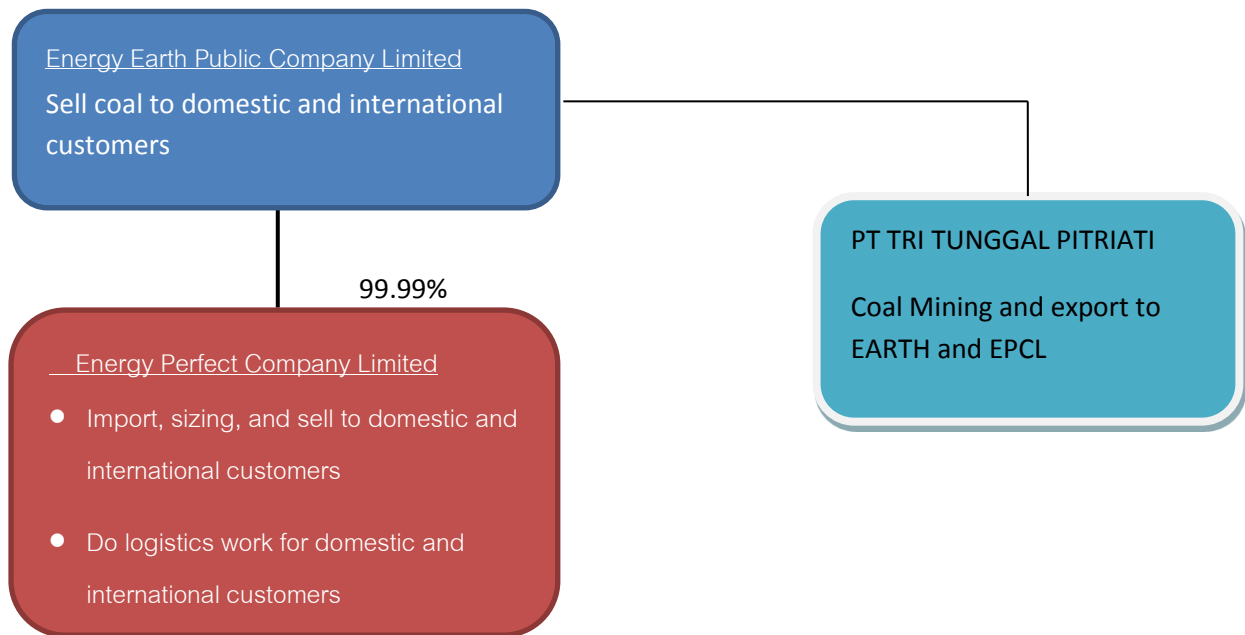 Energy Earth Public Company Limited
Sell coal to domestic and international
customers
PT TRI TUNGGAL PITRIATI
Coal Mining and export to
EARTH and EPCL
99.99%
Energy Perfect Company Limited
● Import, sizing, and sell to domestic and
international customers
● Do logistics work for domestic and
international customers